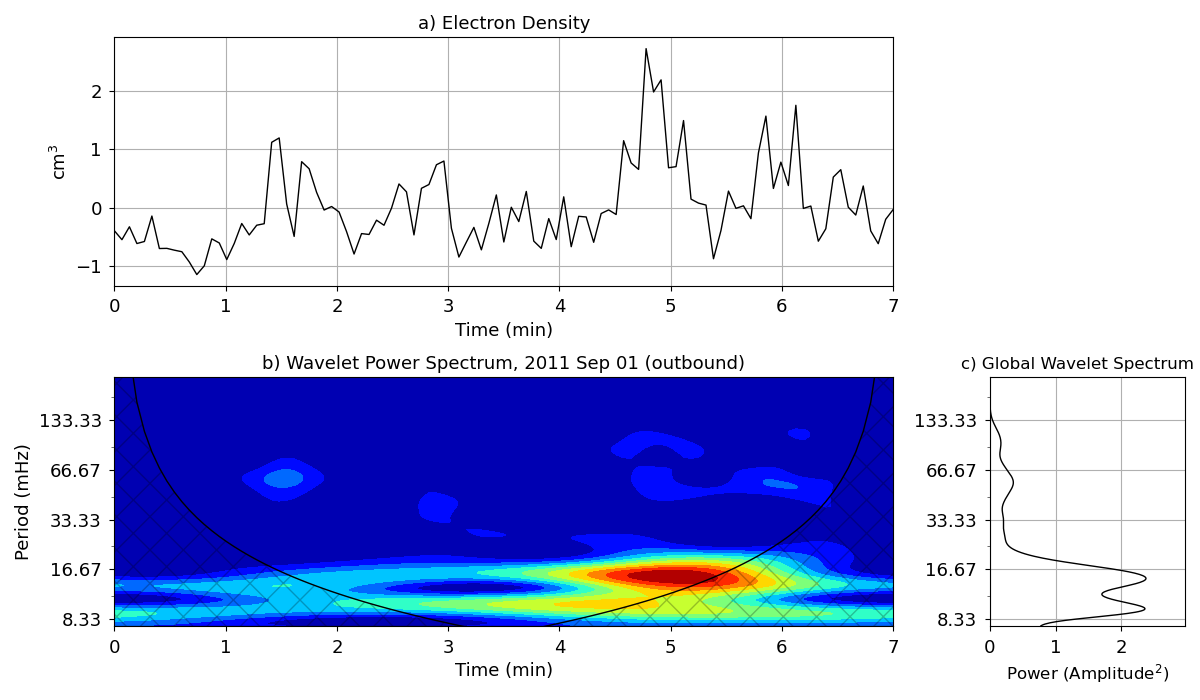 a) Electron Density
cm³
2
1
0
−1
0 1 2 3 4 5 6 7
Time (min)
b) Wavelet Power Spectrum, 2011 Sep 01 (outbound)
Period (mHz)
133.33
66.67
33.33
16.67
8.33
0 1 2 3 4 5 6 7
Time (min)
c) Global Wavelet Spectrum
133.33
66.67
33.33
16.67
8.33
0 1 2
Power (Amplitude²)